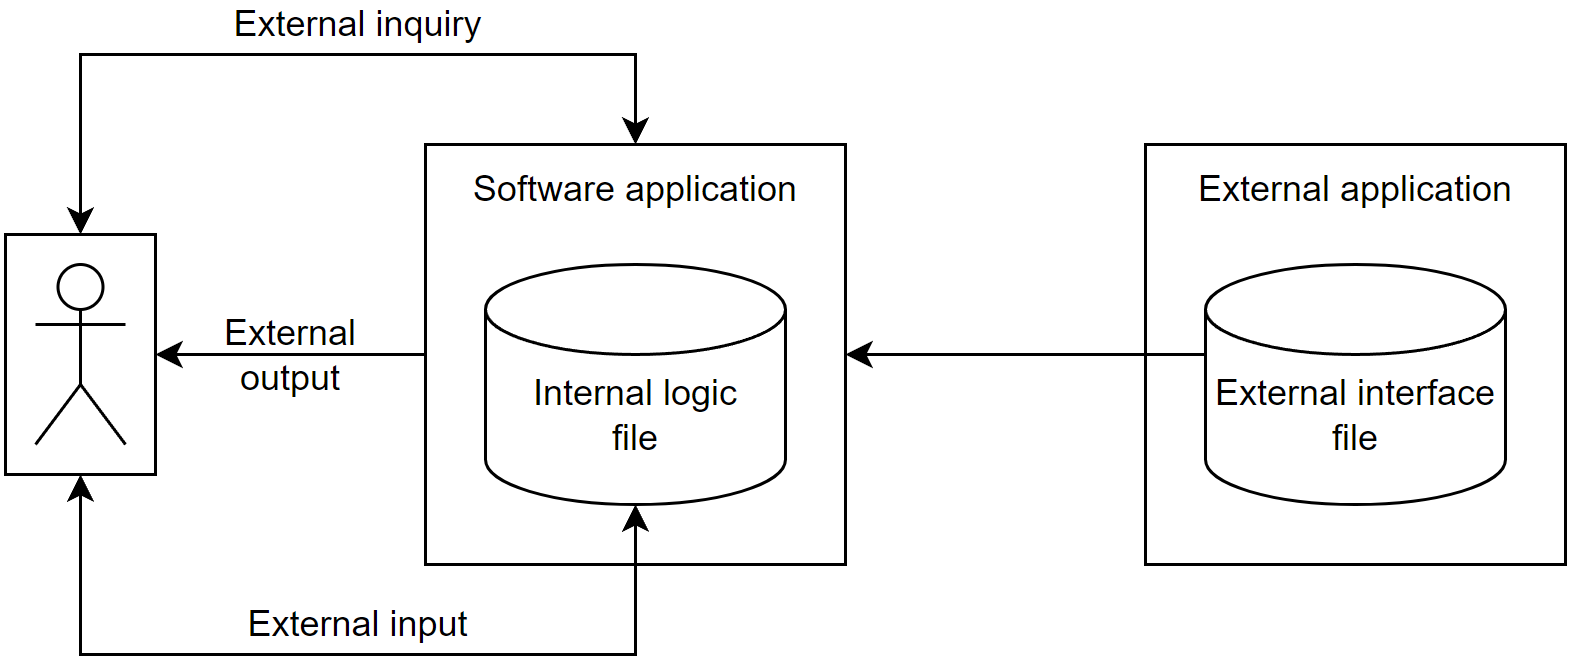 External inquiry
Software application
External application
External
output
Internal logic
file
External interface
file
External input